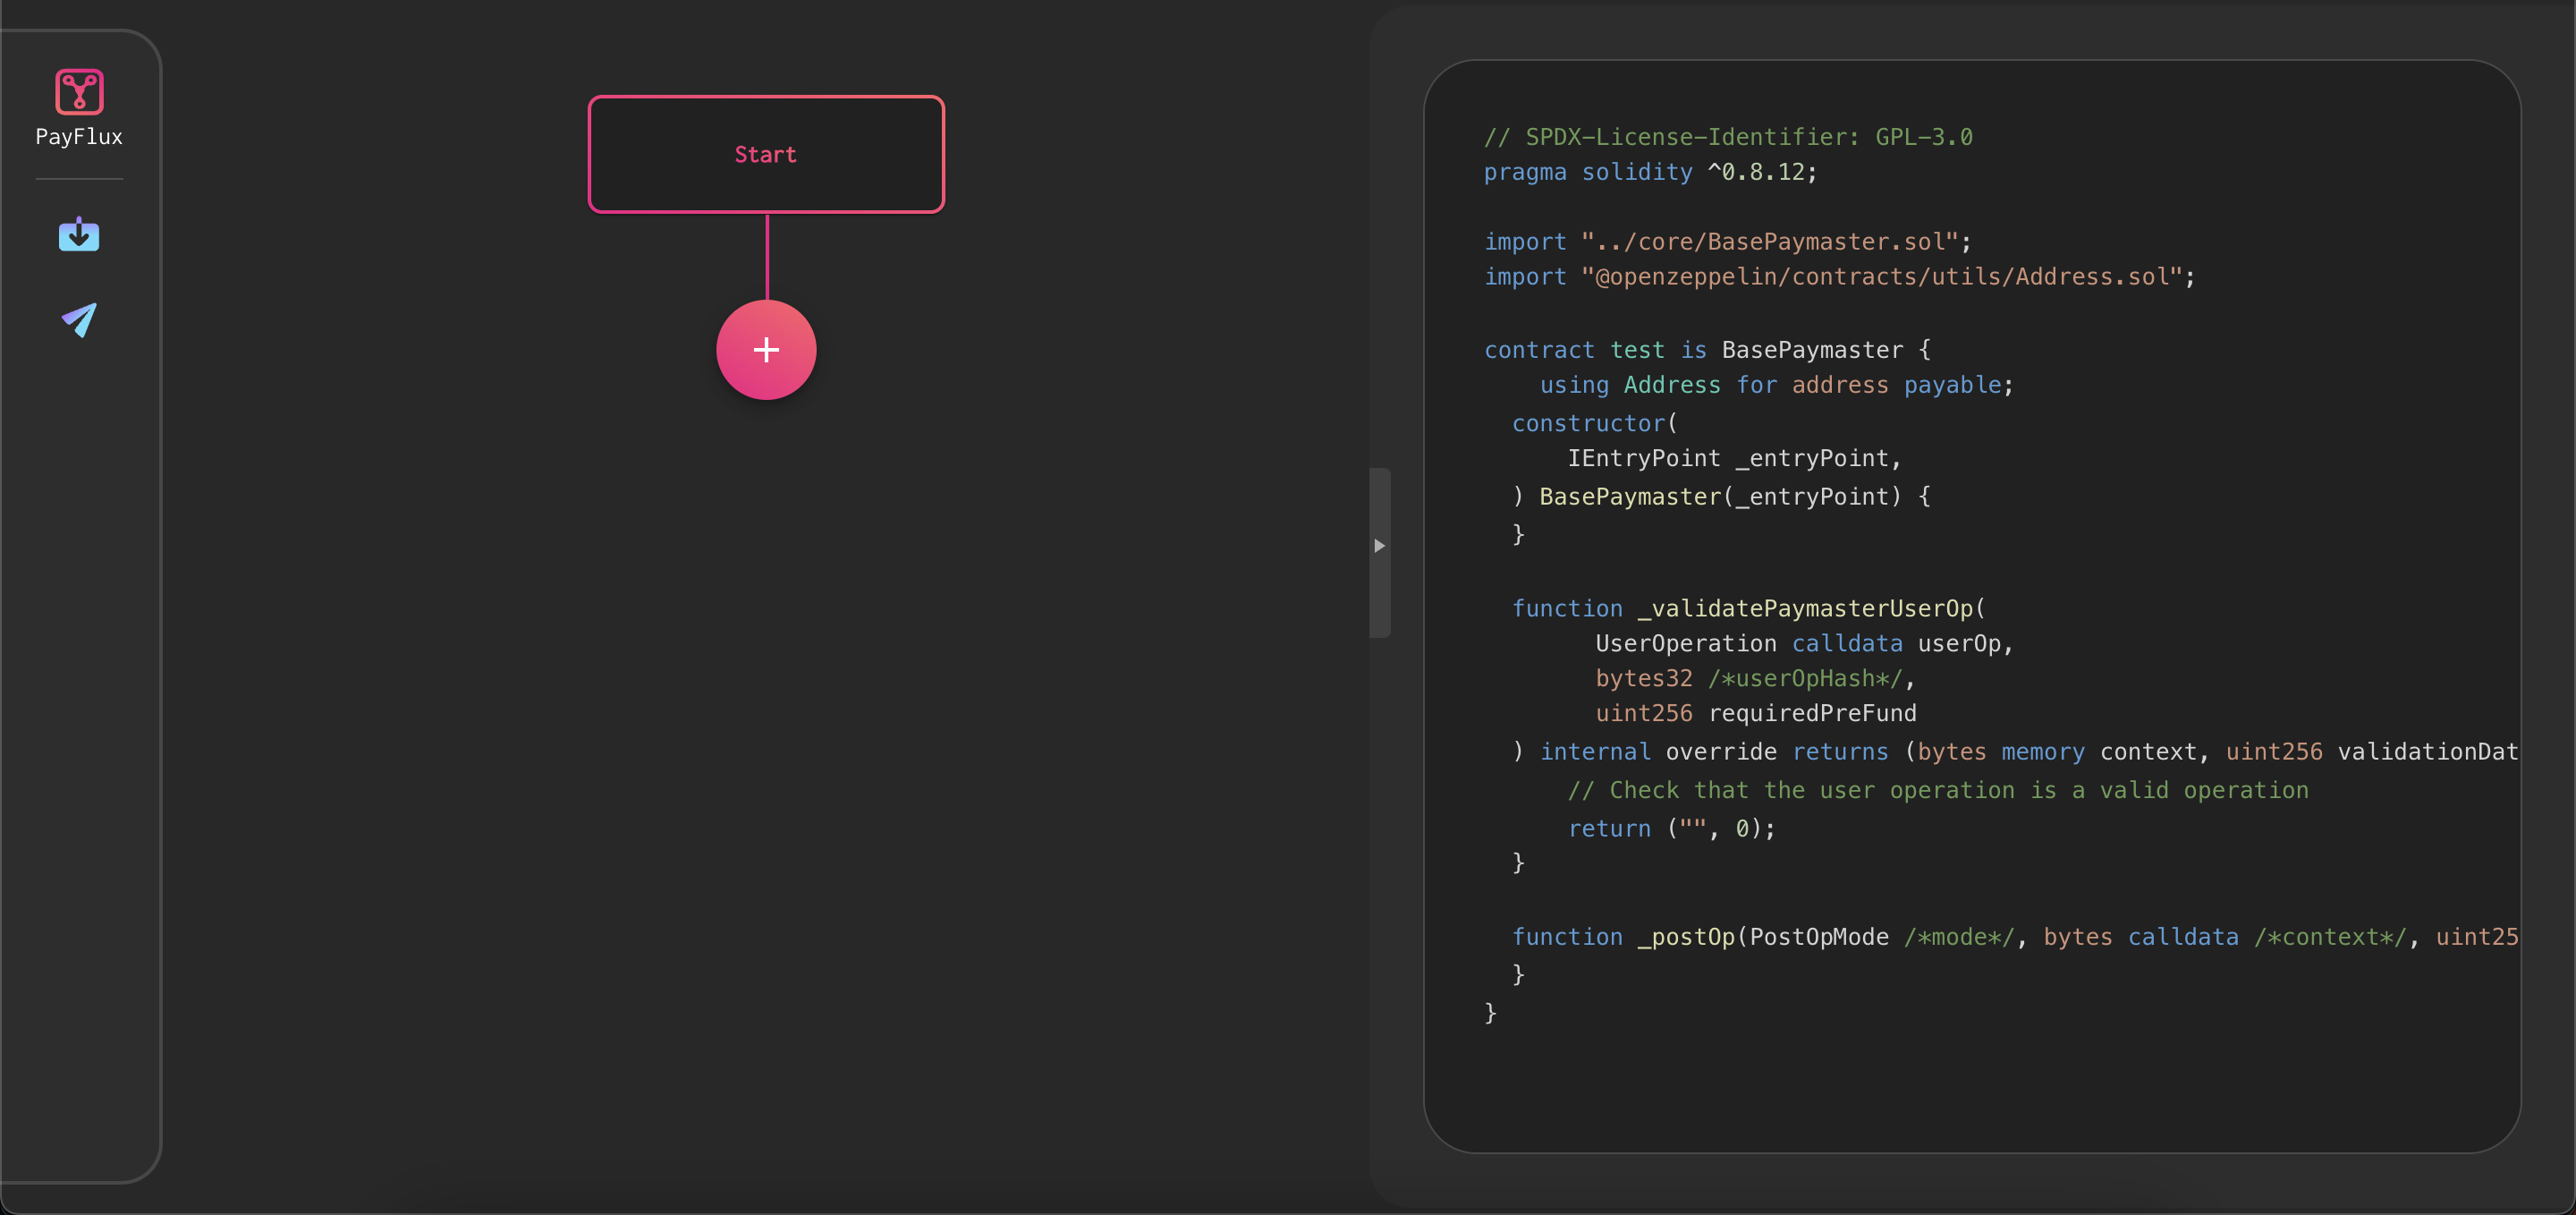 PayFlux
Start
+
// SPDX-License-Identifier: GPL-3.0
pragma solidity ^0.8.12;
import "../core/BasePaymaster.sol";
import "@openzeppelin/contracts/utils/Address.sol";
contract test is BasePaymaster {
    using Address for address payable;
  constructor(
      IEntryPoint _entryPoint,
  ) BasePaymaster(_entryPoint) {
  }
  function _validatePaymasterUserOp(
        UserOperation calldata userOp,
        bytes32 /*userOpHash*/,
        uint256 requiredPreFund
  ) internal override returns (bytes memory context, uint256 validationDat
      // Check that the user operation is a valid operation
      return ("", 0);
  }
  function _postOp(PostOpMode /*mode*/, bytes calldata /*context*/, uint25
  }
}